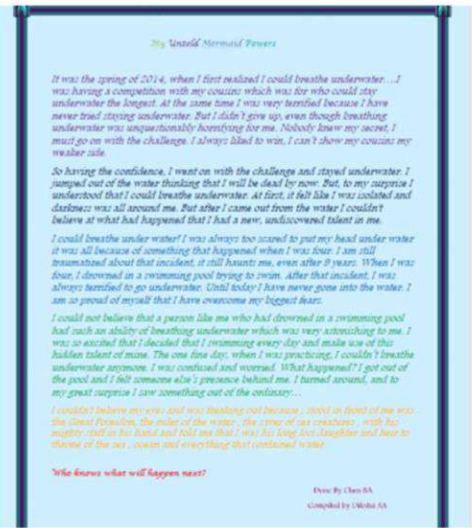 My Untold Mermaid Powers
It was the spring of 2014, when I first realized I could breathe underwater….I
was having a competition with my cousins which was for who could stay
underwater the longest. At the same time I was very terrified because I have
never tried staying underwater. But I didn't give up, even though breathing
underwater was unquestionably horrifying for me. Nobody knew my secret, I
must go on with the challenge. I always liked to win, I can't show my cousins my
weaker side.
So having the confidence, I went on with the challenge and stayed underwater. I
jumped out of the water thinking that I will be dead by now. But, to my surprise I
understood that I could breathe underwater. At first, it felt like I was isolated and
darkness was all around me. But after I came out from the water I couldn't
believe at what had happened that I had a new, undiscovered talent in me.
I could breathe under water! I was always too scared to put my head under water
it was all because of something that happened when I was four. I am still
traumatized about that incident, it still haunts me, even after 9 years. When I was
four, I drowned in a swimming pool trying to swim. After that incident, I was
always terrified to go underwater. Until today I have never gone into the water. I
am so proud of myself that I have overcome my biggest fears.
I could not believe that a person like me who had drowned in a swimming pool
had such an ability of breathing underwater which was very astonishing to me. I
was so excited that I decided that I swimming every day and make use of this
hidden talent of mine. The one fine day, when I was practicing, I couldn't breathe
underwater anymore. I was confused and worried. What happened? I got out of
the pool and I felt someone else's presence behind me. I turned around, and to
my great surprise I saw something out of the ordinary…
I couldn't believe my eyes and was freaking out because , stood in front of me was
the Great Poseidon, the ruler of the water , the ruler of sea creatures , with his
mighty staff in his hand and told me that I was his long lost daughter and heir to
throne of the sea , ocean and everything that contained water
Who knows what will happen next?
Done By Class 8A
Compiled by 8A